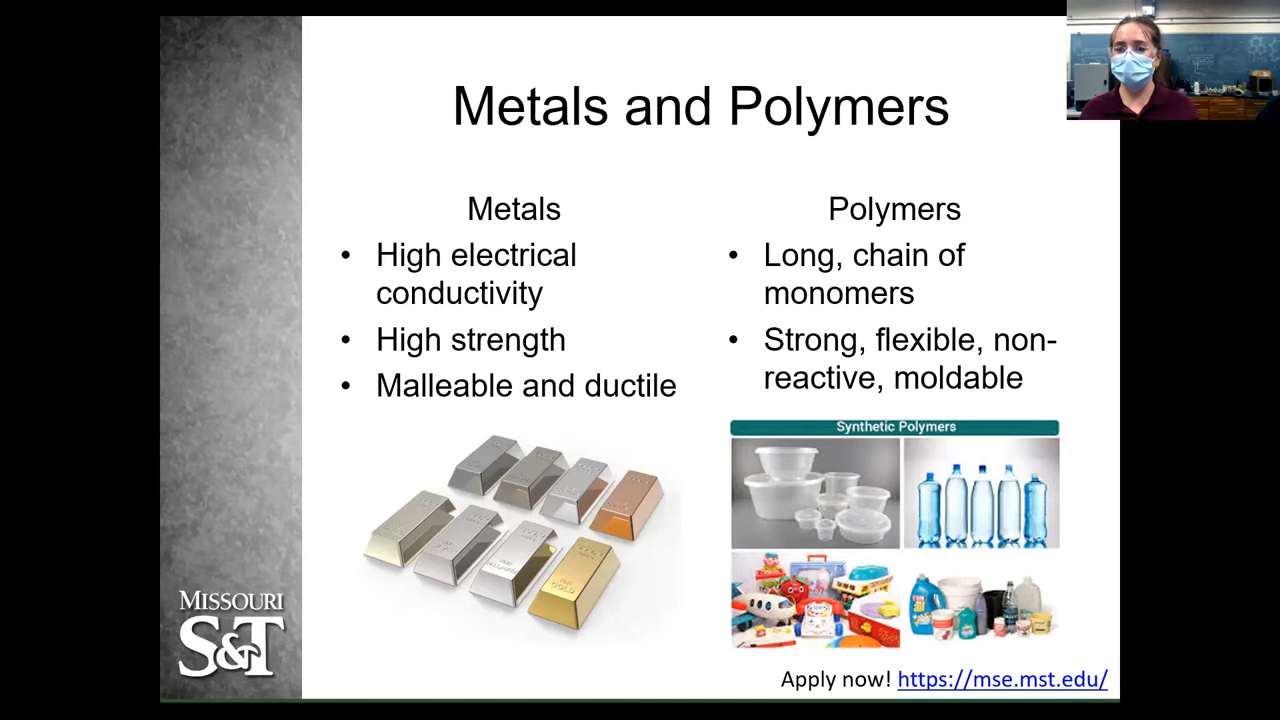 Metals and Polymers
Metals
• High electrical
conductivity
• High strength
• Malleable and ductile
Polymers
• Long, chain of
monomers
• Strong, flexible, non-
reactive, moldable
Synthetic Polymers
MISSOURI
S&T
Apply now! https://mse.mst.edu/